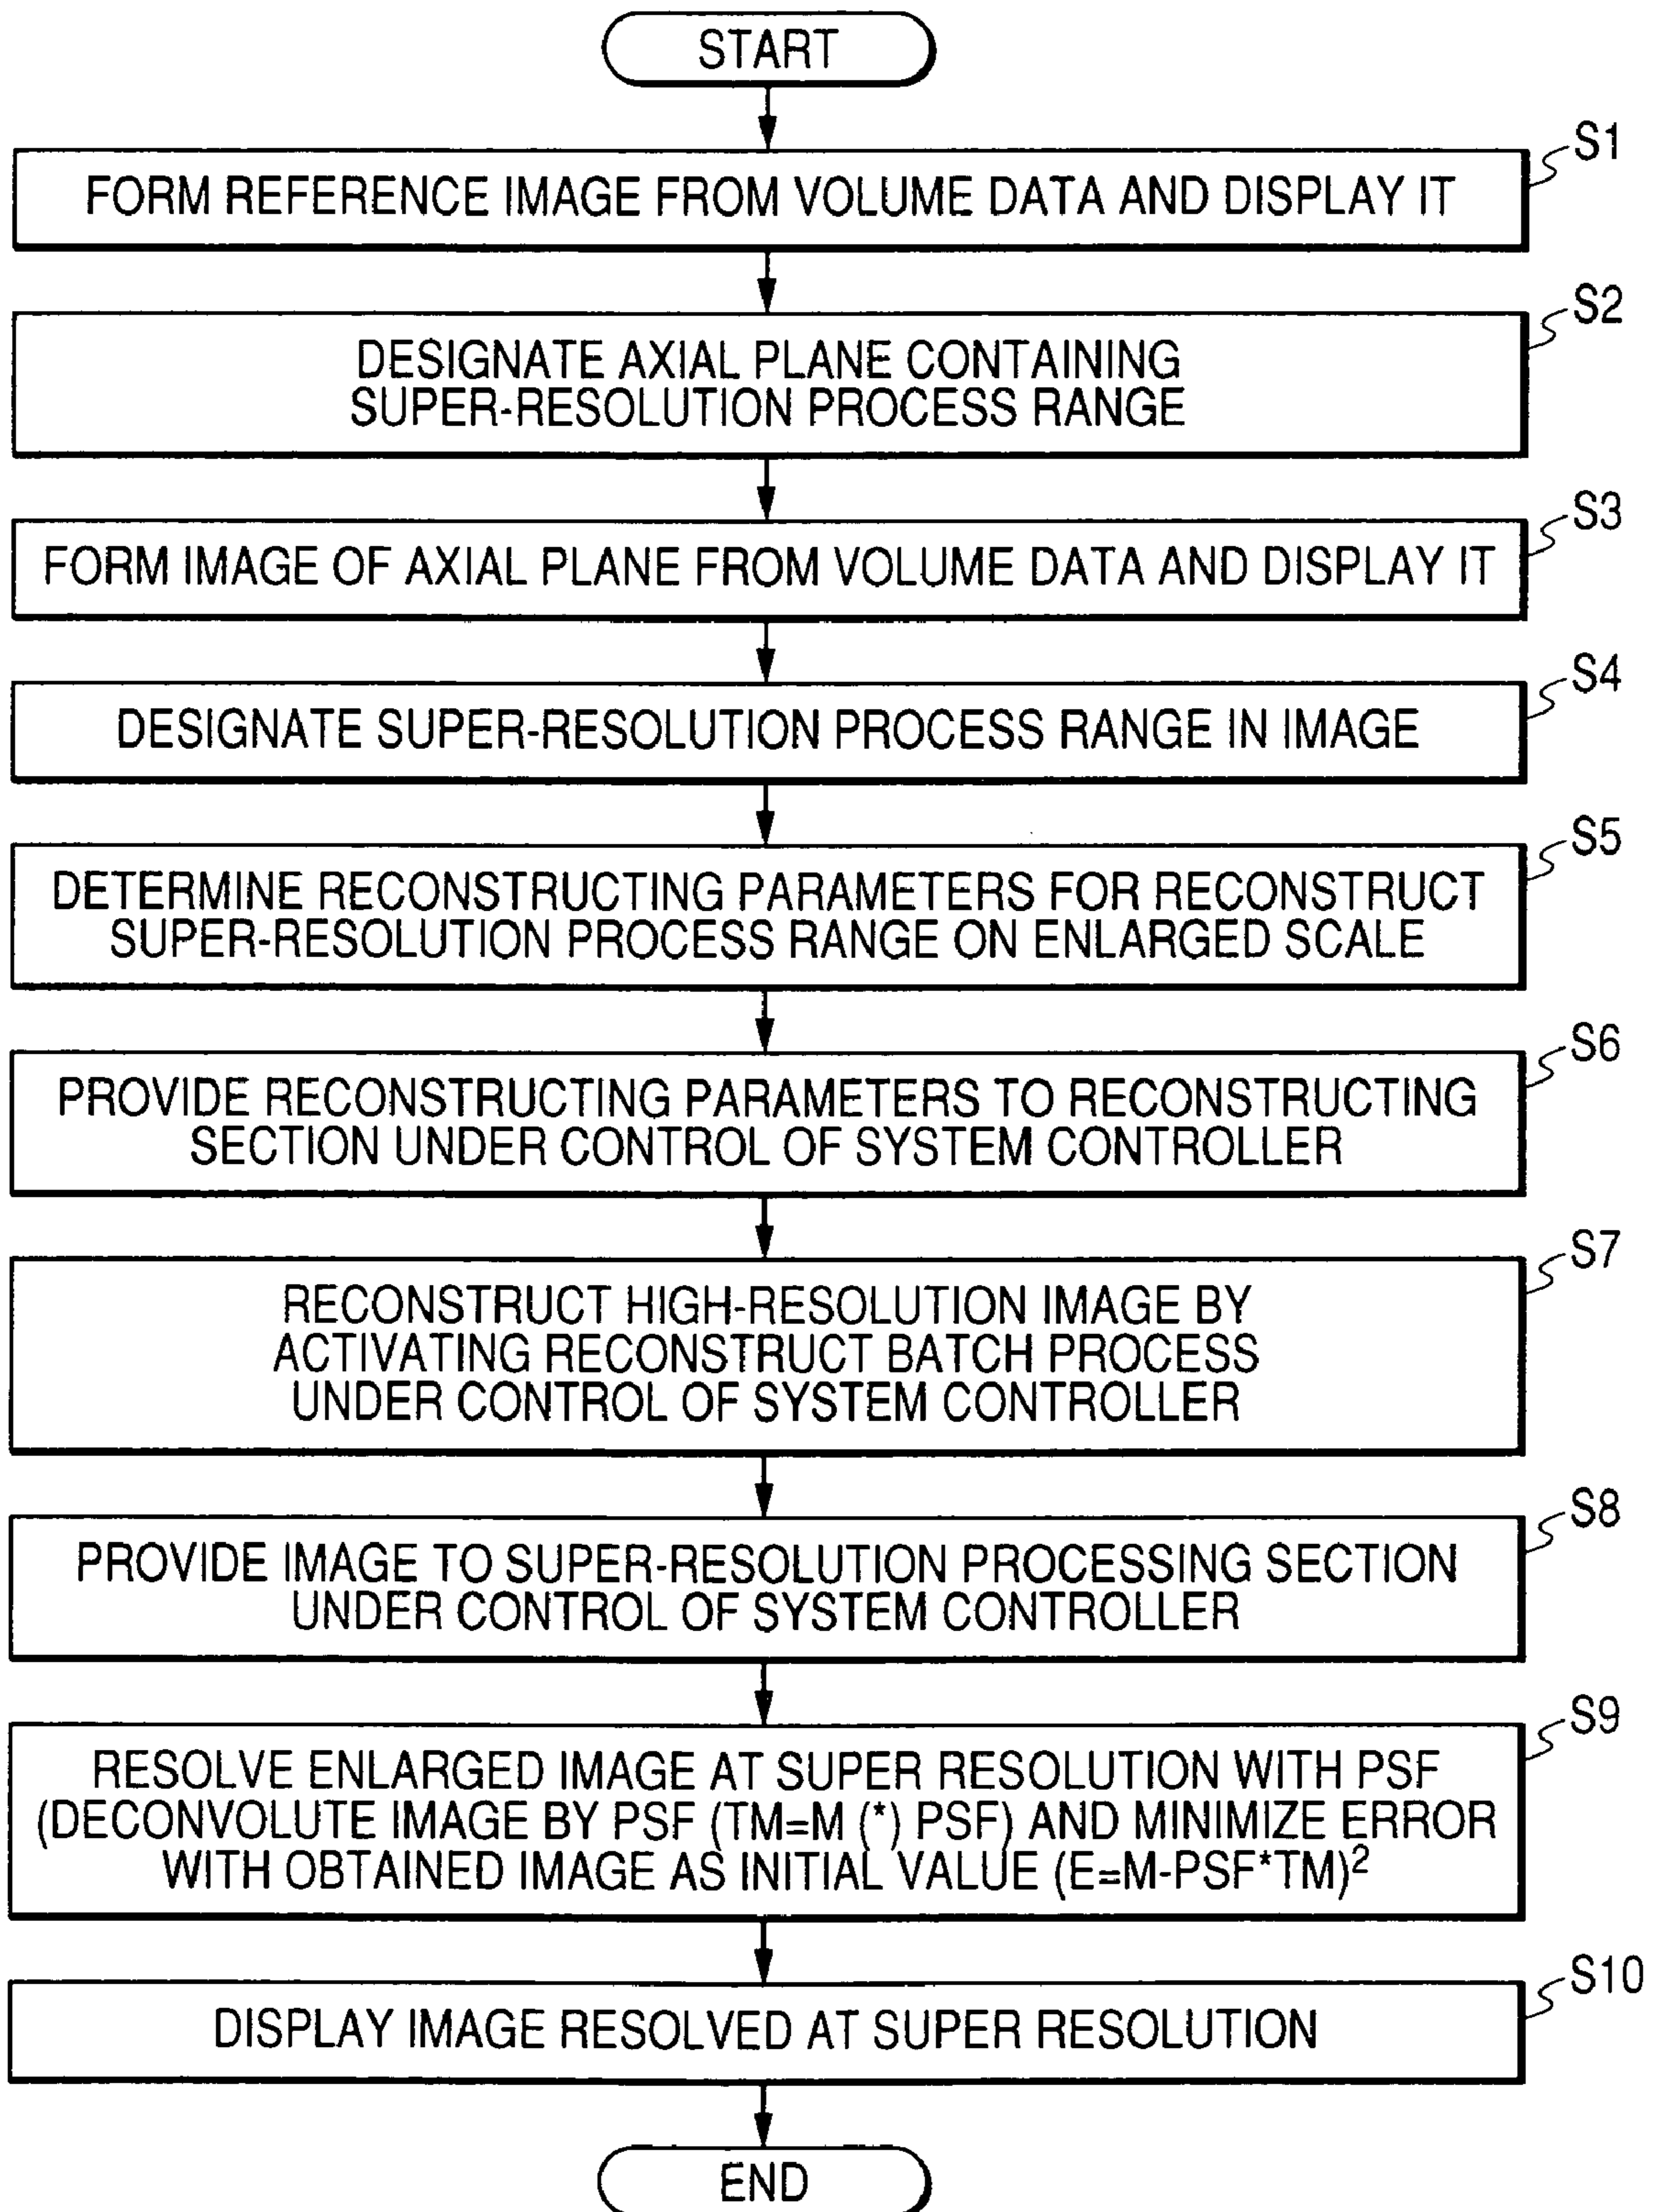 START
S1
FORM REFERENCE IMAGE FROM VOLUME DATA AND DISPLAY IT
S2
DESIGNATE AXIAL PLANE CONTAINING
SUPER-RESOLUTION PROCESS RANGE
S3
FORM IMAGE OF AXIAL PLANE FROM VOLUME DATA AND DISPLAY IT
S4
DESIGNATE SUPER-RESOLUTION PROCESS RANGE IN IMAGE
S5
DETERMINE RECONSTRUCTING PARAMETERS FOR RECONSTRUCT
SUPER-RESOLUTION PROCESS RANGE ON ENLARGED SCALE
S6
PROVIDE RECONSTRUCTING PARAMETERS TO RECONSTRUCTING
SECTION UNDER CONTROL OF SYSTEM CONTROLLER
S7
RECONSTRUCT HIGH-RESOLUTION IMAGE BY
ACTIVATING RECONSTRUCT BATCH PROCESS
UNDER CONTROL OF SYSTEM CONTROLLER
S8
PROVIDE IMAGE TO SUPER-RESOLUTION PROCESSING SECTION
UNDER CONTROL OF SYSTEM CONTROLLER
S9
RESOLVE ENLARGED IMAGE AT SUPER RESOLUTION WITH PSF
(DECONVOLUTE IMAGE BY PSF (TM=M (*) PSF) AND MINIMIZE ERROR
WITH OBTAINED IMAGE AS INITIAL VALUE (E=M-PSF*TM)²
S10
DISPLAY IMAGE RESOLVED AT SUPER RESOLUTION
END